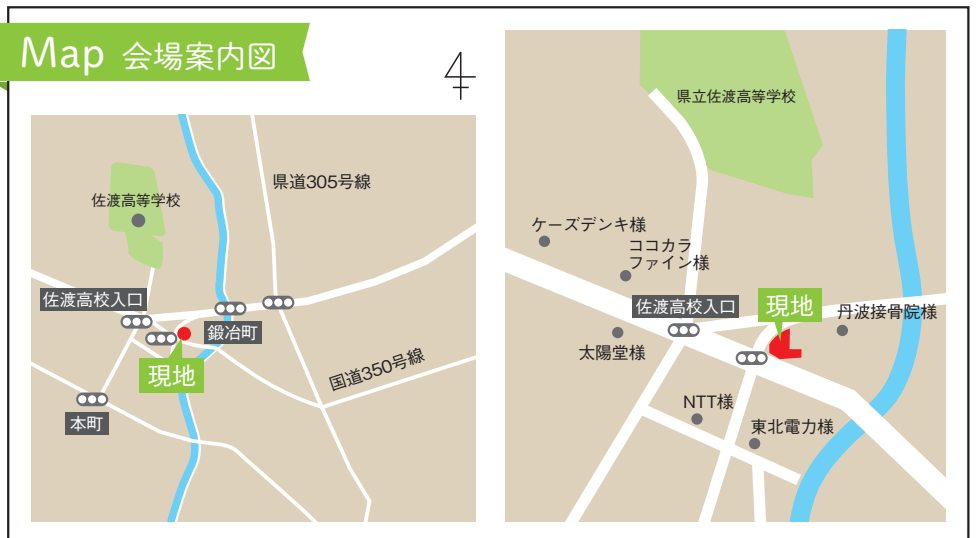 Map 会場案内図
県道305号線
佐渡高等学校
佐渡高校入口
鍛冶町
現地
国道350号線
本町
県立佐渡高等学校
ケーズデンキ様
ココカラ
ファイン様
佐渡高校入口
現地
丹波接骨院様
太陽堂様
NTT様
東北電力様